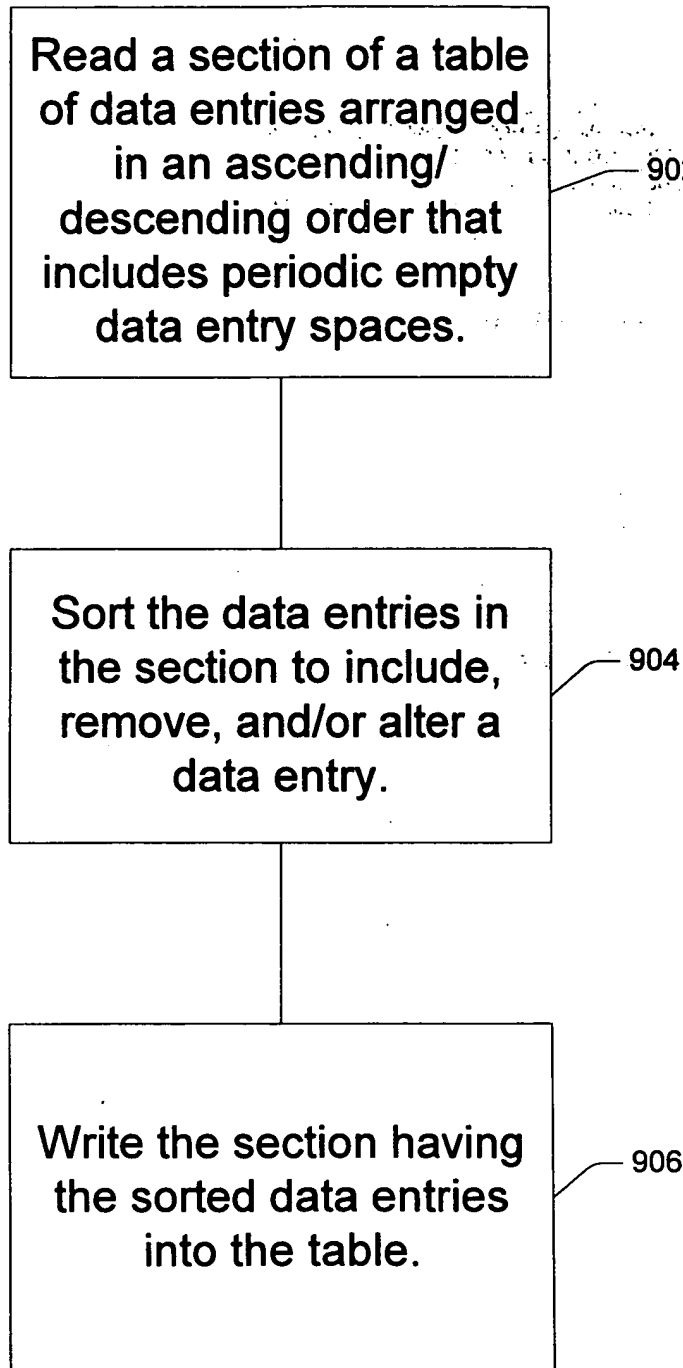 Read a section of a table
of data entries arranged
in an ascending/
descending order that
includes periodic empty
data entry spaces.
902
Sort the data entries in
the section to include,
remove, and/or alter a
data entry.
904
Write the section having
the sorted data entries
into the table.
906